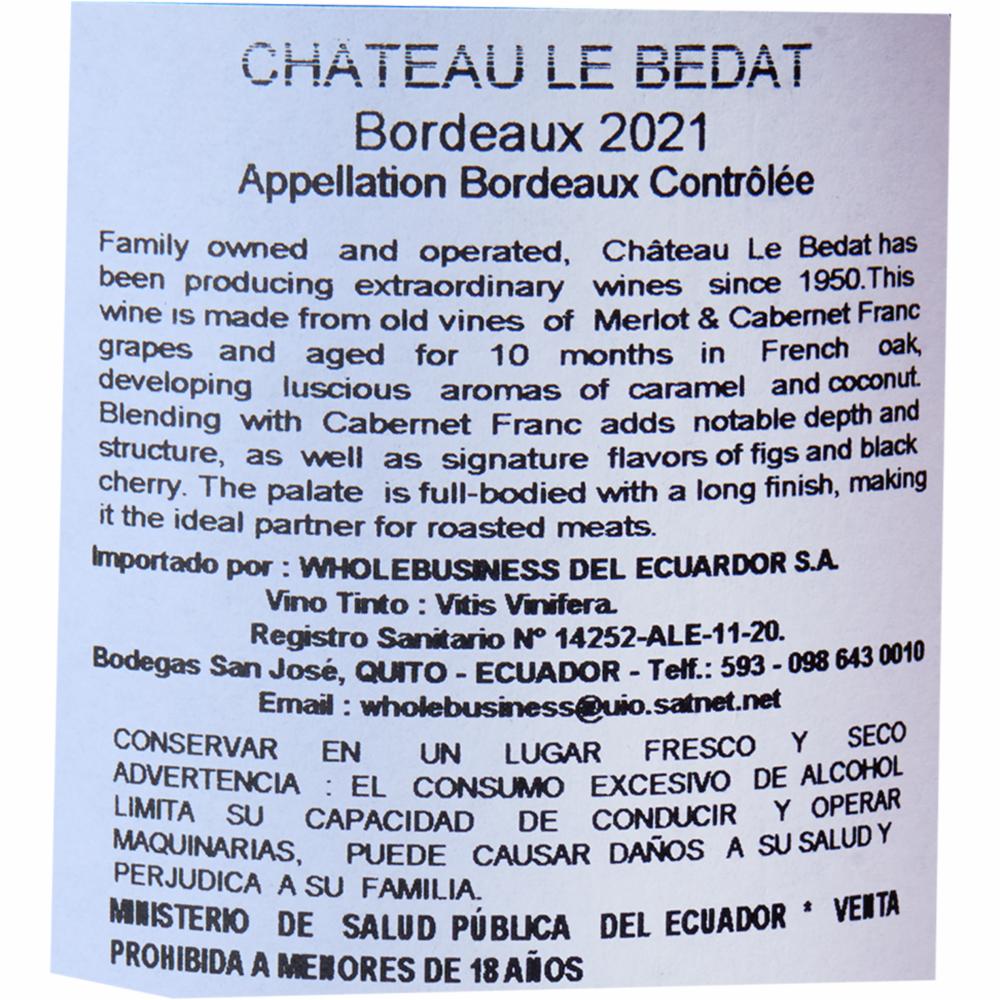 CHÂTEAU LE BEDAT
Bordeaux 2021
Appellation Bordeaux Contrôlée
Family owned and operated, Château Le Bedat has
been producing extraordinary wines since 1950.This
wine is made from old vines of Merlot & Cabernet Franc
grapes and aged for 10 months in French oak,
developing luscious aromas of caramel and coconut.
Blending with Cabernet Franc adds notable depth and
structure, as well as signature flavors of figs and black
cherry. The palate is full-bodied with a long finish, making
it the ideal partner for roasted meats.
Importado por : WHOLEBUSINESS DEL ECUARDOR S.A.
Vino Tinto : Vitis Vinifera.
Registro Sanitario Nº 14252-ALE-11-20.
Bodegas San José, QUITO - ECUADOR - Telf.: 593 - 098 643 0010
Email : wholebusiness@uio.satnet.net
CONSERVAR EN UN LUGAR FRESCO Y SECO
ADVERTENCIA : EL CONSUMO EXCESIVO DE ALCOHOL
LIMITA SU CAPACIDAD DE CONDUCIR Y OPERAR
MAQUINARIAS, PUEDE CAUSAR DAÑOS A SU SALUD Y
PERJUDICA A SU FAMILIA.
MINISTERIO DE SALUD PÚBLICA DEL ECUADOR * VENTA
PROHIBIDA A MENORES DE 18 AÑOS